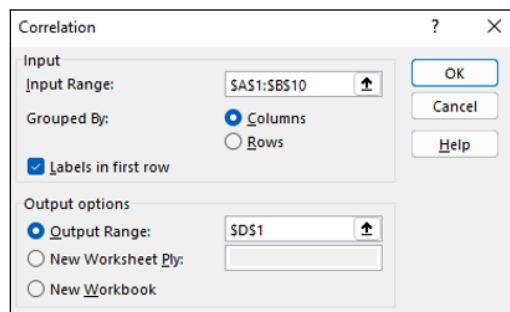 Correlation ? ✕
Input
Input Range: $A$1:$B$10
OK
Grouped By: Columns
Cancel
Rows
Help
Labels in first row
Output options
Output Range: $D$1
New Worksheet Ply:
New Workbook